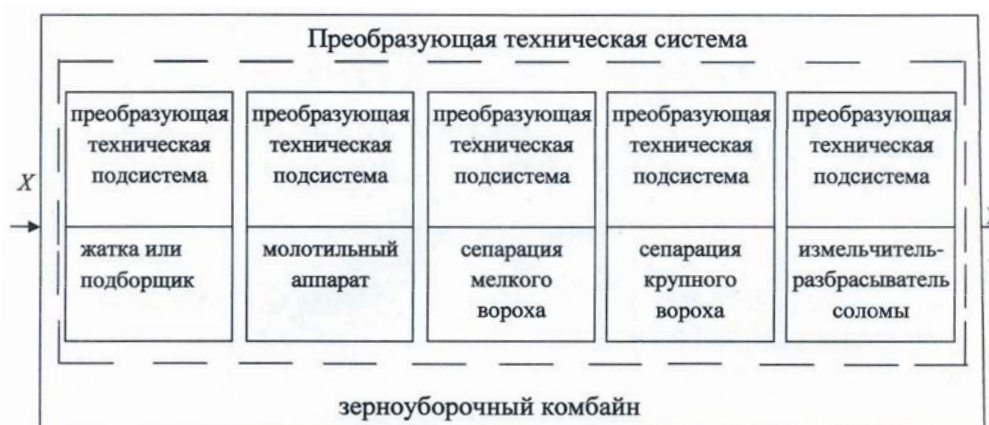 Преобразующая техническая система
X
преобразующая
техническая
подсистема
жатка или
подборщик
преобразующая
техническая
подсистема
молотильный
аппарат
преобразующая
техническая
подсистема
сепарация
мелкого
вороха
преобразующая
техническая
подсистема
сепарация
крупного
вороха
преобразующая
техническая
подсистема
измельчитель-
разбрасыватель
соломы
зерноуборочный комбайн